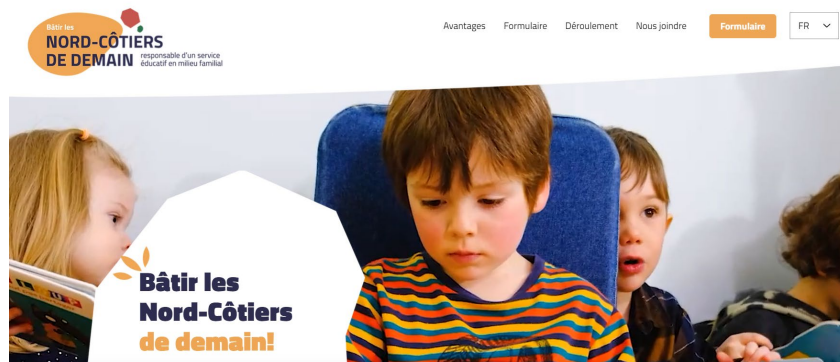 Bâtir les
NORD-CÔTIERS
DE DEMAIN
responsable d'un service
éducatif en milieu familial
Avantages Formulaire Déroulement Nous joindre Formulaire FR
Bâtir les
Nord-Côtiers
de demain!